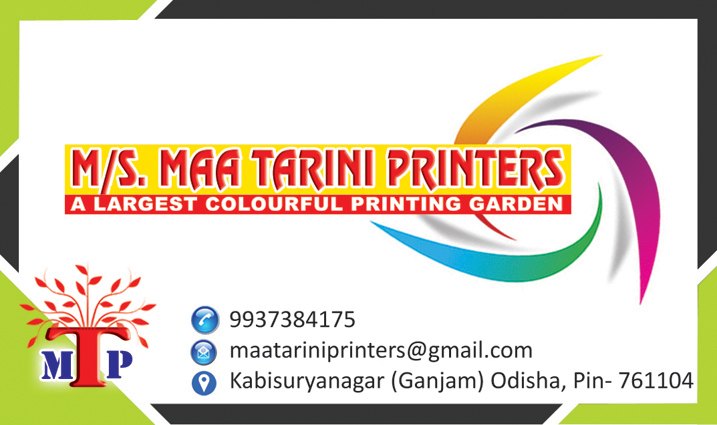 M/S. MAA TARINI PRINTERS
A LARGEST COLOURFUL PRINTING GARDEN
MTP
9937384175
maatariniprinters@gmail.com
Kabisuryanagar (Ganjam) Odisha, Pin- 761104